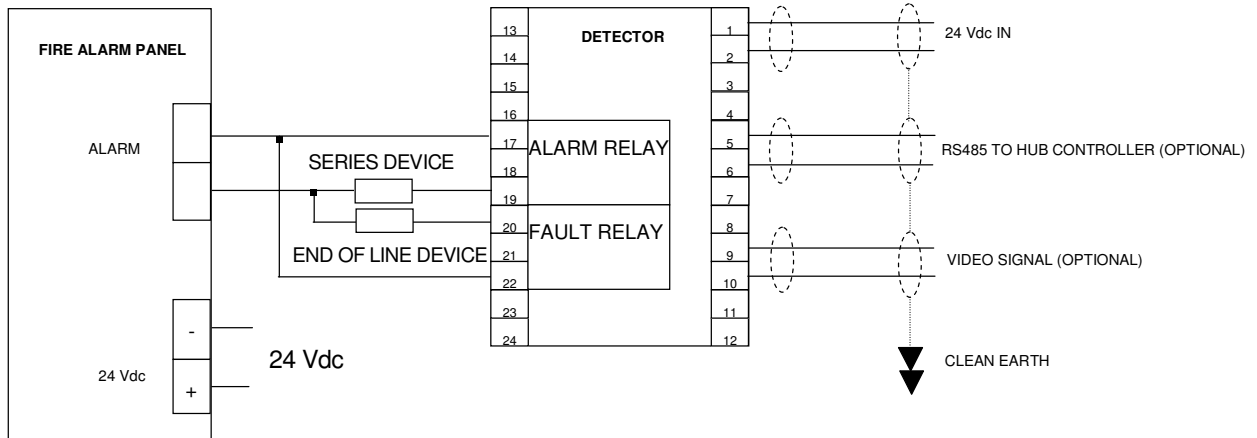 FIRE ALARM PANEL
ALARM
-
24 Vdc
+
24 Vdc
SERIES DEVICE
END OF LINE DEVICE
DETECTOR
13
14
15
16
17
18
19
20
21
22
23
24
ALARM RELAY
FAULT RELAY
1
2
3
4
5
6
7
8
9
10
11
12
24 Vdc IN
RS485 TO HUB CONTROLLER (OPTIONAL)
VIDEO SIGNAL (OPTIONAL)
CLEAN EARTH